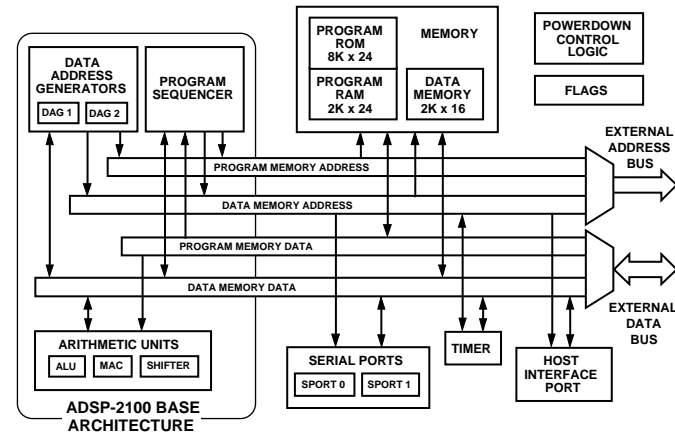 DATA
ADDRESS
GENERATORS
DAG 1
DAG 2
PROGRAM
SEQUENCER
PROGRAM
ROM
8K x 24
MEMORY
PROGRAM
RAM
2K x 24
DATA
MEMORY
2K x 16
POWERDOWN
CONTROL
LOGIC
FLAGS
EXTERNAL
ADDRESS
BUS
PROGRAM MEMORY ADDRESS
DATA MEMORY ADDRESS
PROGRAM MEMORY DATA
DATA MEMORY DATA
EXTERNAL
DATA
BUS
ARITHMETIC UNITS
ALU
MAC
SHIFTER
SERIAL PORTS
SPORT 0
SPORT 1
TIMER
HOST
INTERFACE
PORT
ADSP-2100 BASE
ARCHITECTURE